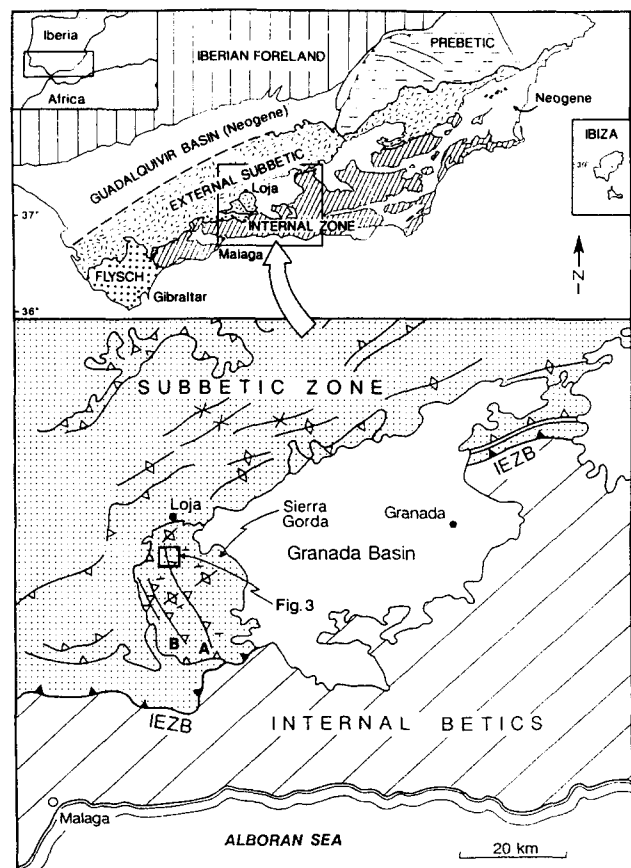 Iberia
Africa
IBERIAN FORELAND
PREBETIC
Neogene
GUADALQUIVIR BASIN (Neogene)
EXTERNAL SUBBETIC
IBIZA
39°
Loja
37°
INTERNAL ZONE
Malaga
FLYSCH
Gibraltar
N
36°
SUBBETIC ZONE
IEZB
Loja
Sierra
Gorda
Granada
Granada Basin
Fig.3
B
A
IEZB
INTERNAL BETICS
Malaga
ALBORAN SEA
20 km